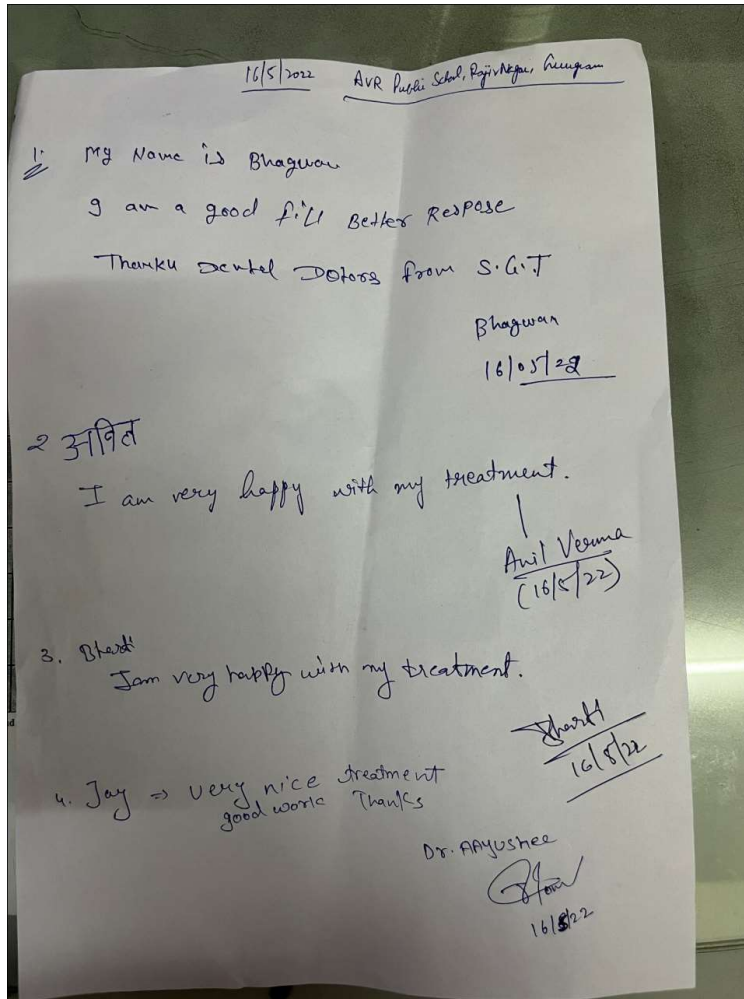 16/5/2022 AVR Public School, Rajiv Nagar, Gurugram
1. My Name is Bhagwan
I am a good fill Better Respose
Thanku Dentel Dotors from S.G.T
Bhagwan
16/05/22
२ अनिल
I am very happy with my treatment.
Anil Verma
(16/5/22)
3. Bharti
I am very happy with my treatment.
Bharti
16/5/22
4. Jay ⇒ very nice treatment
good work Thanks
Dr. AAyushee
16/5/22